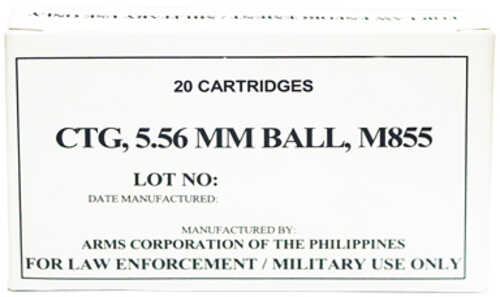 20 CARTRIDGES
CTG, 5.56 MM BALL, M855
LOT NO:
DATE MANUFACTURED:
MANUFACTURED BY:
ARMS CORPORATION OF THE PHILIPPINES
FOR LAW ENFORCEMENT / MILITARY USE ONLY